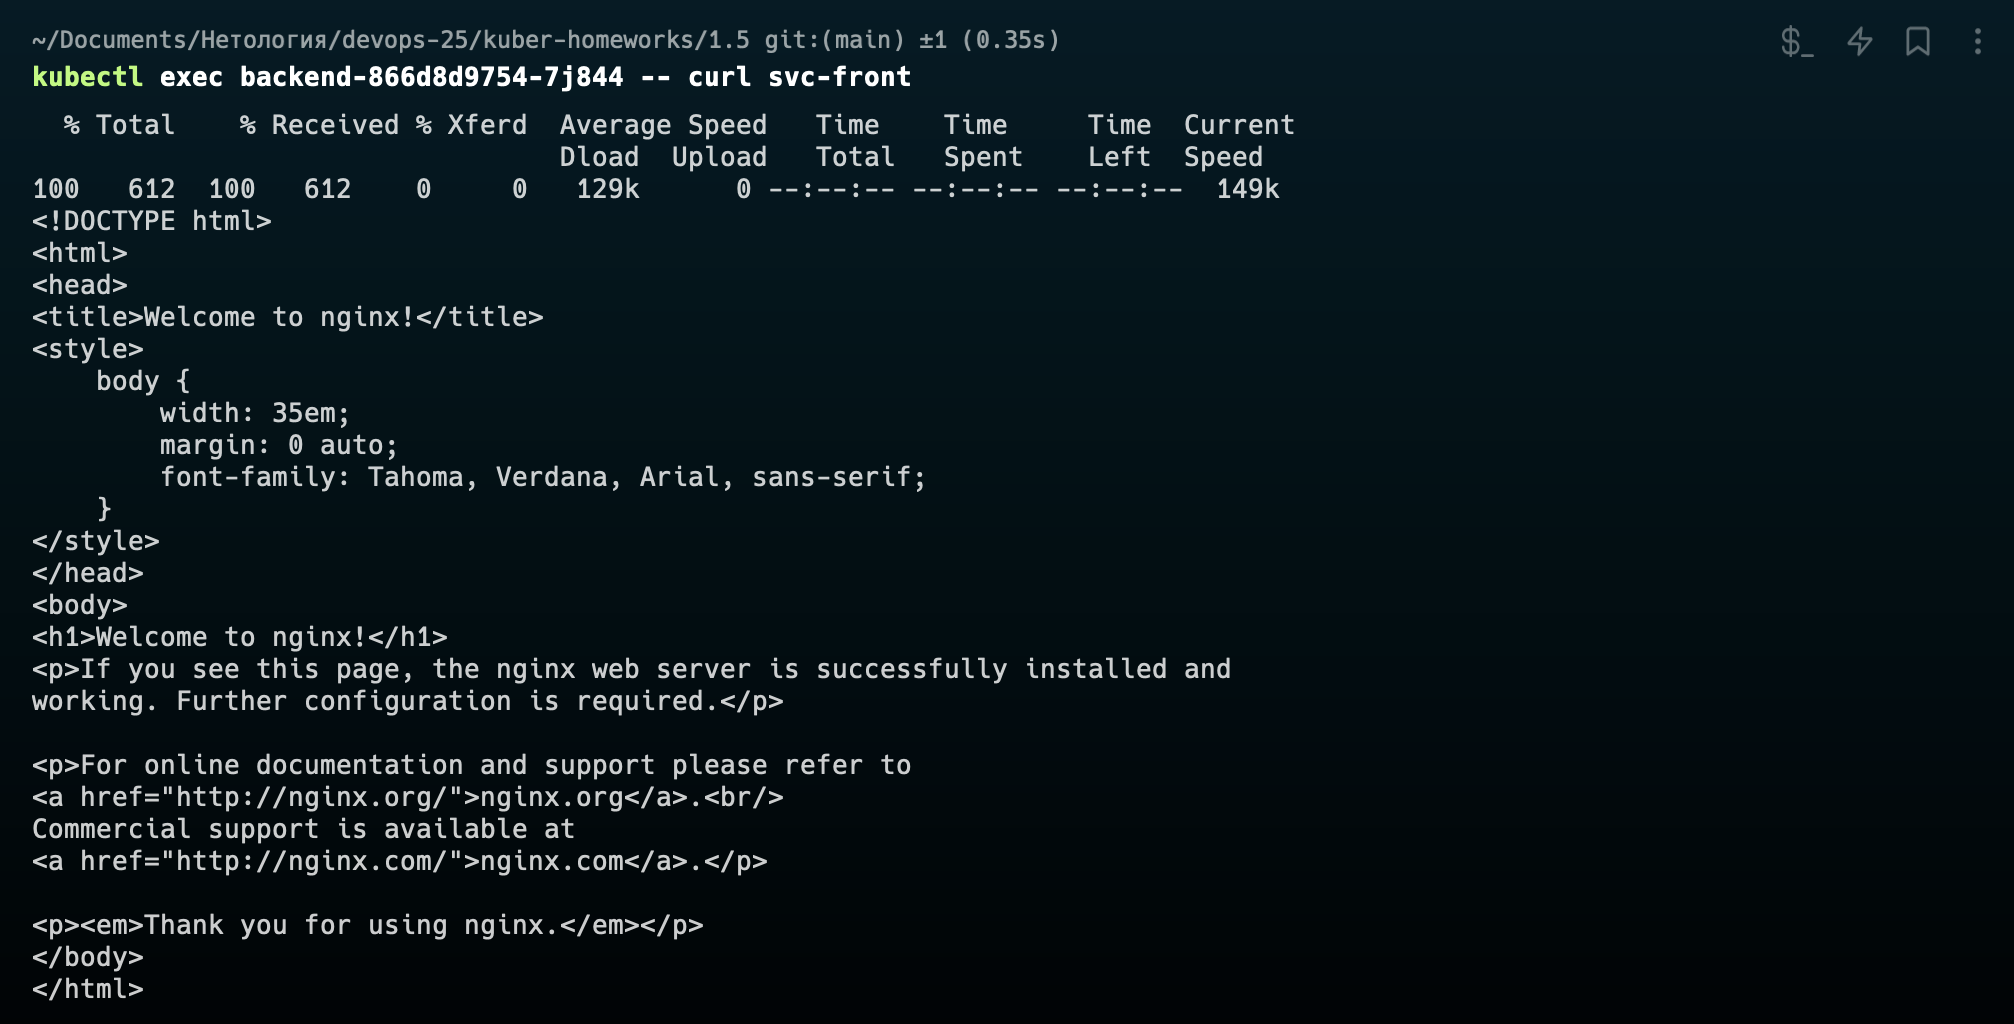 ~/Documents/Нетология/devops-25/kuber-homeworks/1.5 git:(main) ±1 (0.35s)
$_
kubectl exec backend-866d8d9754-7j844 -- curl svc-front
  % Total    % Received % Xferd  Average Speed   Time    Time     Time  Current
                                 Dload  Upload   Total   Spent    Left  Speed
100   612  100   612    0     0   129k      0 --:--:-- --:--:-- --:--:--  149k
<!DOCTYPE html>
<html>
<head>
<title>Welcome to nginx!</title>
<style>
    body {
        width: 35em;
        margin: 0 auto;
        font-family: Tahoma, Verdana, Arial, sans-serif;
    }
</style>
</head>
<body>
<h1>Welcome to nginx!</h1>
<p>If you see this page, the nginx web server is successfully installed and
working. Further configuration is required.</p>

<p>For online documentation and support please refer to
<a href="http://nginx.org/">nginx.org</a>.<br/>
Commercial support is available at
<a href="http://nginx.com/">nginx.com</a>.</p>

<p><em>Thank you for using nginx.</em></p>
</body>
</html>